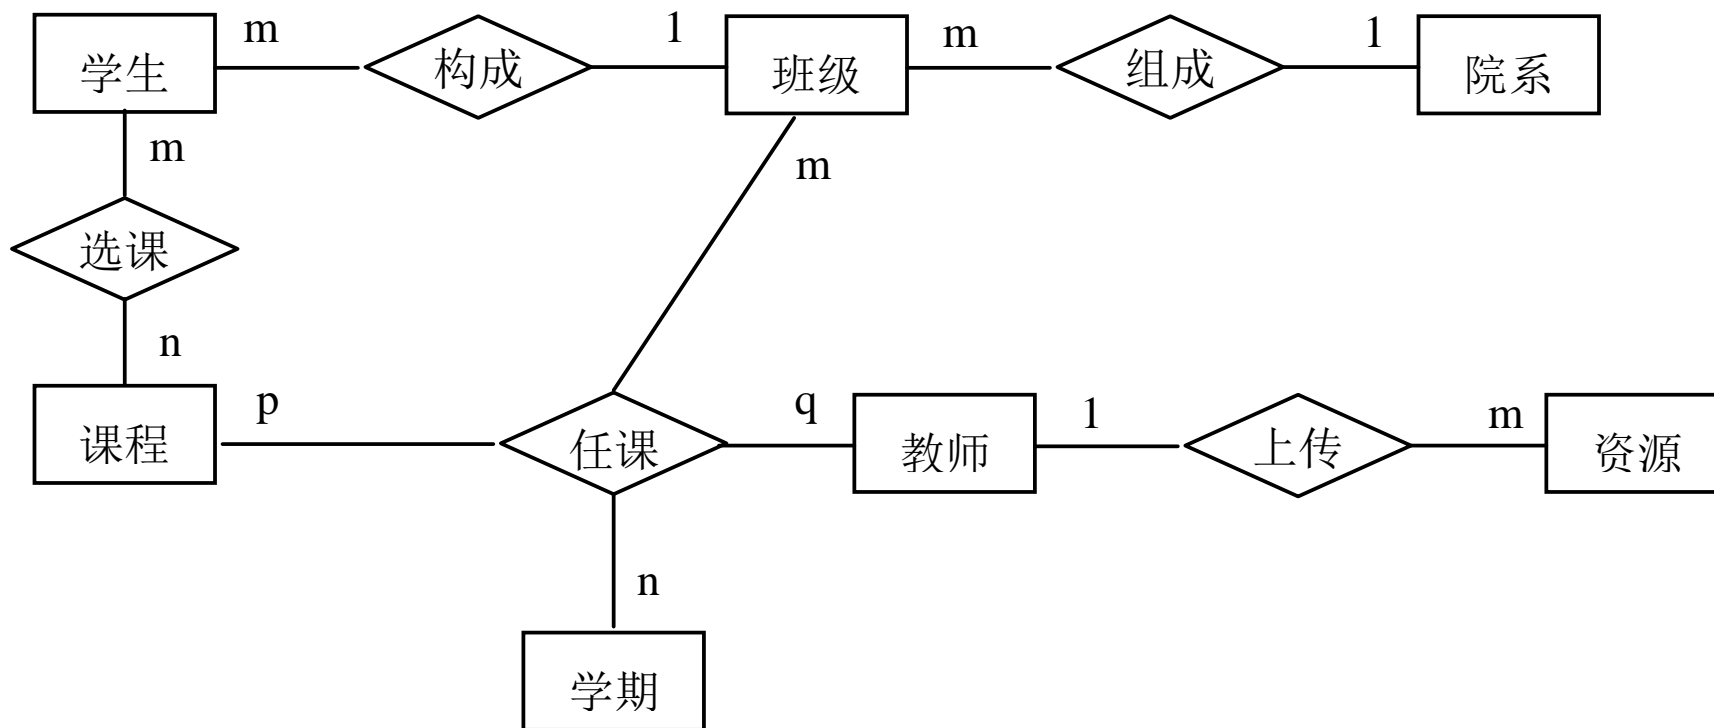 学生 m 构成 1 班级 m 组成 1 院系
m m
选课
n
p q 1 m
课程 任课 教师 上传 资源
n
学期